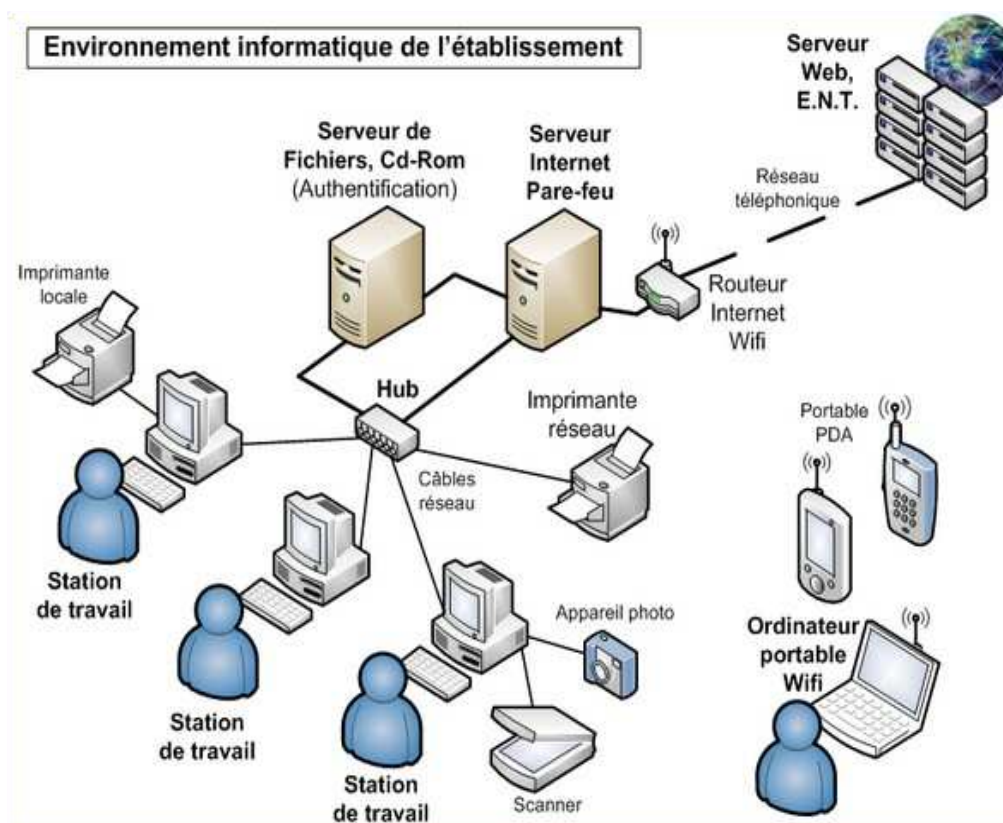 Environnement informatique de l'établissement
Serveur
Web,
E.N.T.
Serveur de
Fichiers, Cd-Rom
(Authentification)
Serveur
Internet
Pare-feu
Réseau
téléphonique
Imprimante
locale
Routeur
Internet
Wifi
Hub
Imprimante
réseau
Portable
PDA
Câbles
réseau
Station
de travail
Appareil photo
Ordinateur
portable
Wifi
Station
de travail
Station
de travail
Scanner